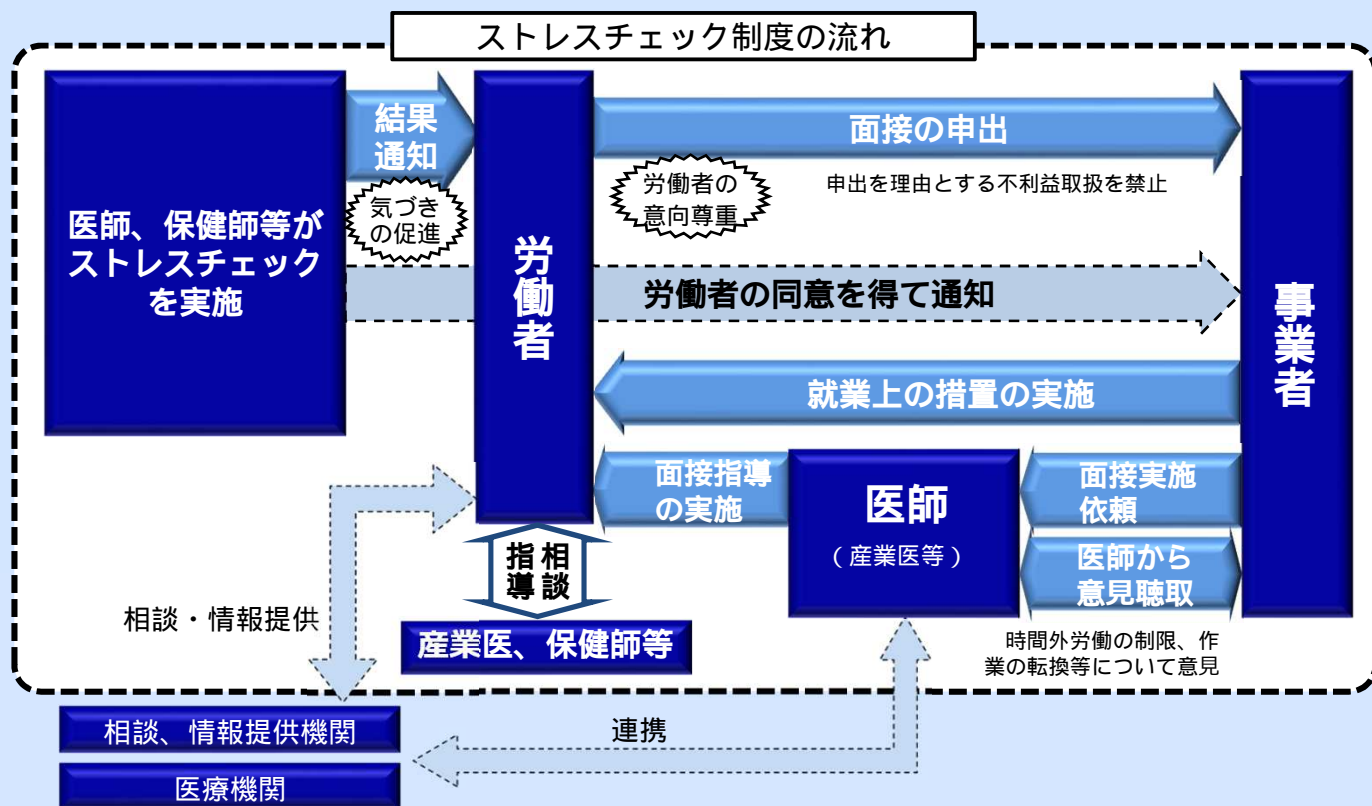 ストレスチェック制度の流れ
医師、保健師等が
ストレスチェック
を実施
結果
通知
気づき
の促進
労働者
面接の申出
労働者の
意向尊重
申出を理由とする不利益取扱を禁止
労働者の同意を得て通知
事業者
就業上の措置の実施
面接指導
の実施
医師
(産業医等)
面接実施
依頼
医師から
意見聴取
時間外労働の制限、作
業の転換等について意見
相談
指導
産業医、保健師等
相談・情報提供
相談、情報提供機関
医療機関
連携